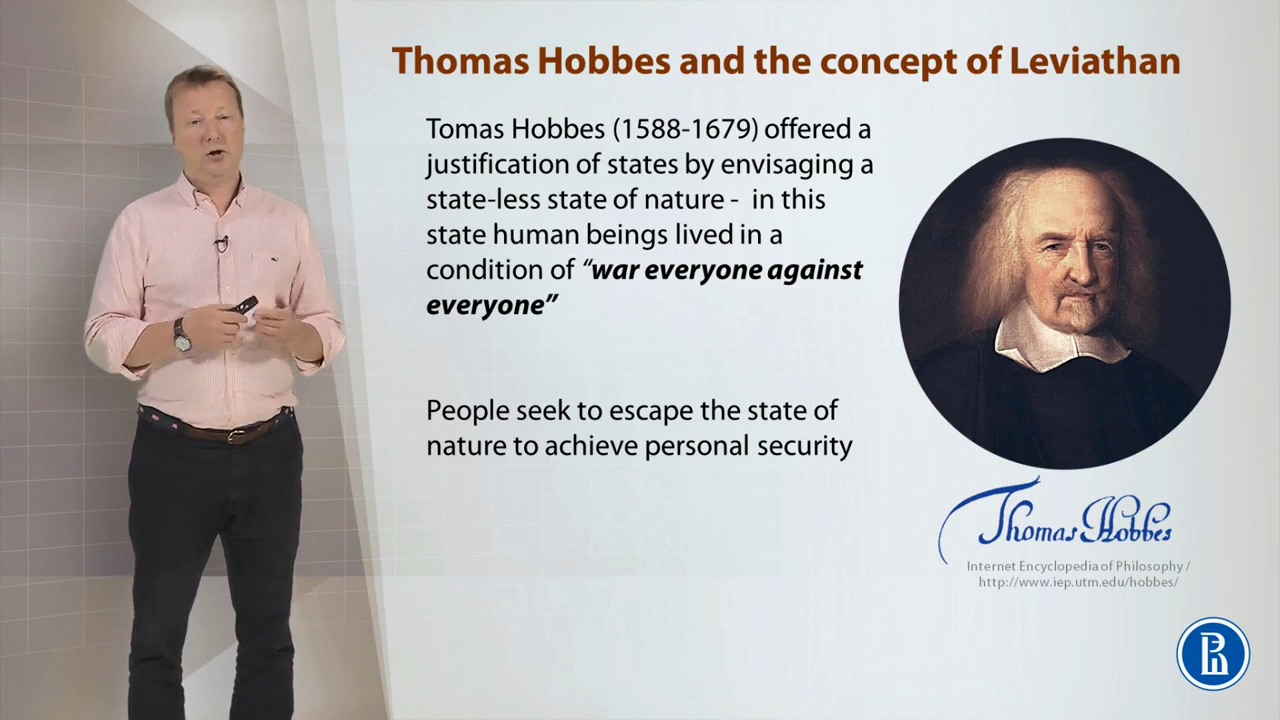 Thomas Hobbes and the concept of Leviathan
Tomas Hobbes (1588-1679) offered a
justification of states by envisaging a
state-less state of nature -  in this
state human beings lived in a
condition of “war everyone against
everyone”
People seek to escape the state of
nature to achieve personal security
Thomas Hobbes
Internet Encyclopedia of Philosophy /
http://www.iep.utm.edu/hobbes/